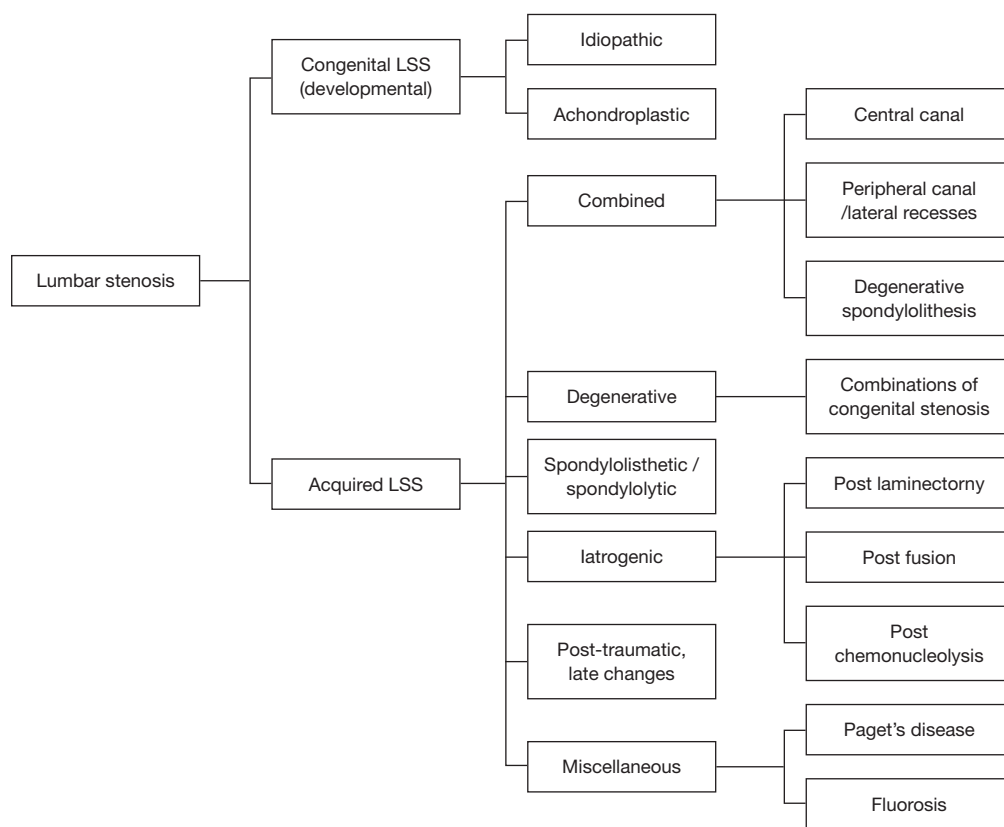 Lumbar stenosis
Congenital LSS
(developmental)
Idiopathic
Achondroplastic
Acquired LSS
Combined
Central canal
Peripheral canal
/lateral recesses
Degenerative
spondylolithesis
Degenerative
Combinations of
congenital stenosis
Spondylolisthetic /
spondylolytic
Iatrogenic
Post laminectorny
Post fusion
Post
chemonucleolysis
Post-traumatic,
late changes
Miscellaneous
Paget’s disease
Fluorosis